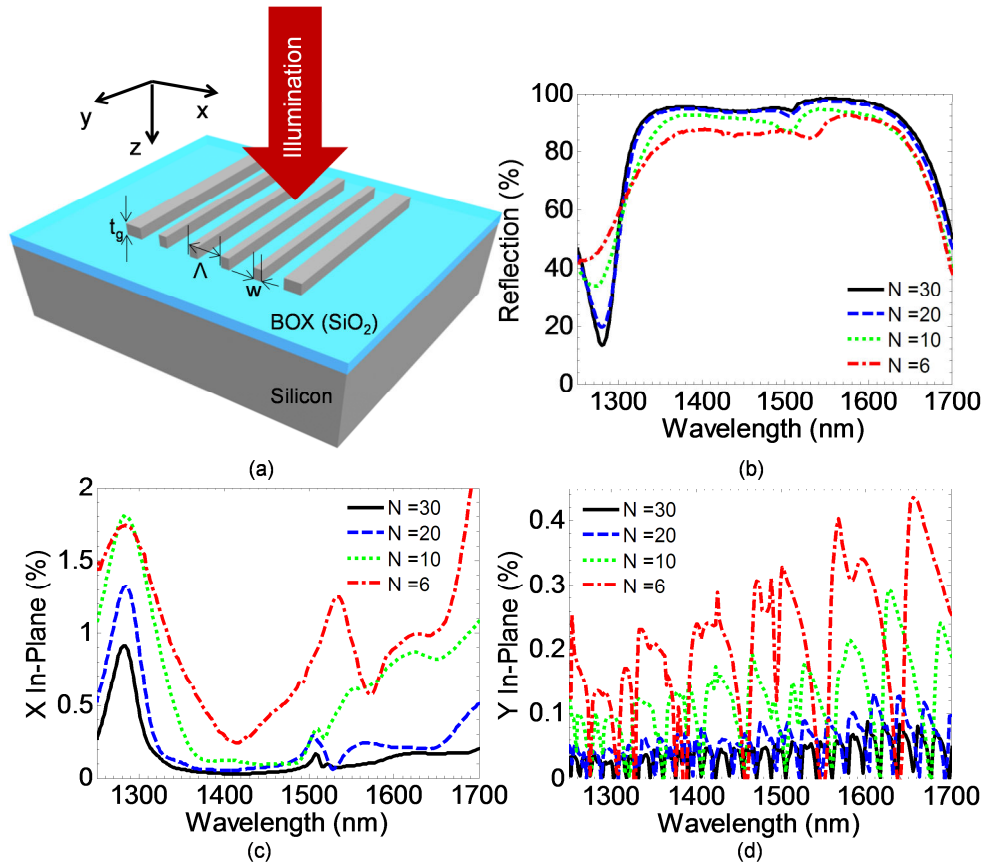 Illumination
y
x
z
t_g
Λ
w
BOX (SiO₂)
Silicon
(a)
Reflection (%)
100
80
60
40
20
0
N =30
N =20
N =10
N =6
1300 1400 1500 1600 1700
Wavelength (nm)
(b)
X In-Plane (%)
2
1.5
1
0.5
0
N =30
N =20
N =10
N =6
1300 1400 1500 1600 1700
Wavelength (nm)
(c)
Y In-Plane (%)
0.4
0.3
0.2
0.1
0
N =30
N =20
N =10
N =6
1300 1400 1500 1600 1700
Wavelength (nm)
(d)